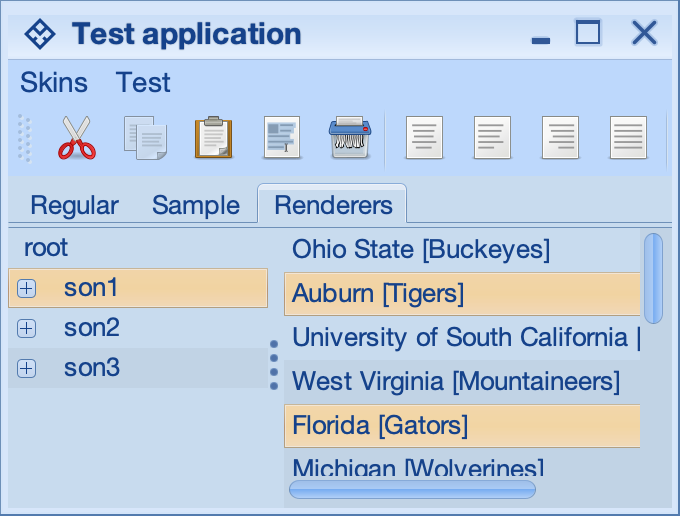 Test application
Skins Test
Regular Sample Renderers
root
son1
son2
son3
Ohio State [Buckeyes]
Auburn [Tigers]
University of South California [
West Virginia [Mountaineers]
Florida [Gators]
Michigan [Wolverines]